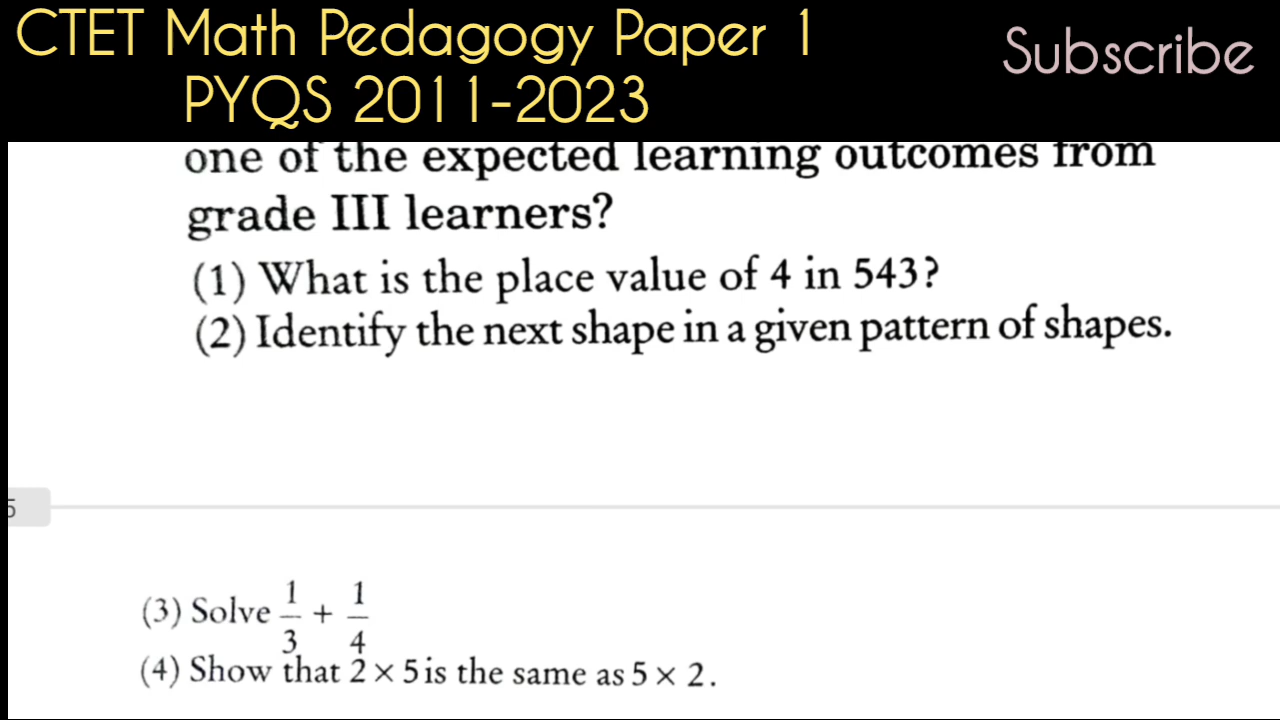 CTET Math Pedagogy Paper 1
PYQS 2011-2023
Subscribe
one of the expected learning outcomes from
grade III learners?
(1) What is the place value of 4 in 543?
(2) Identify the next shape in a given pattern of shapes.
5
(3) Solve 1/3 + 1/4
(4) Show that 2 × 5 is the same as 5 × 2.